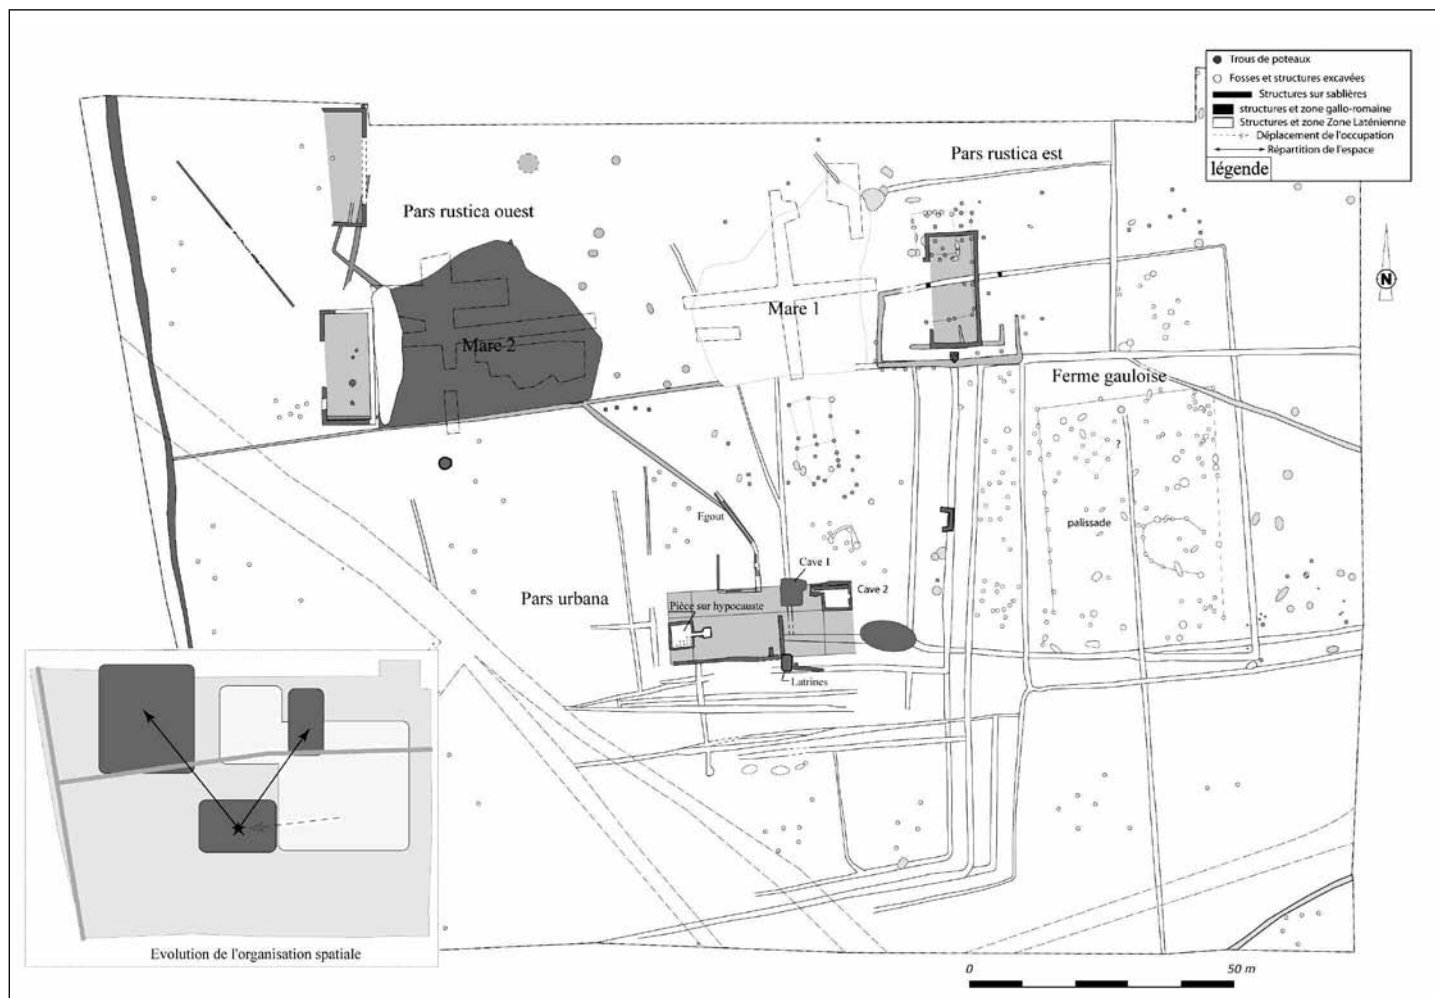 Trous de poteaux
Fosses et structures excavées
Structures sur sablières
structures et zone gallo-romaine
Structures et zone Zone Laténienne
Déplacement de l'occupation
Répartition de l'espace
légende
Pars rustica est
Pars rustica ouest
N
Mare 1
Mare 2
Ferme gauloise
?
palissade
Egout
Cave 1
Cave 2
Pars urbana
Pièce sur hypocauste
Latrines
Evolution de l'organisation spatiale
0 50 m